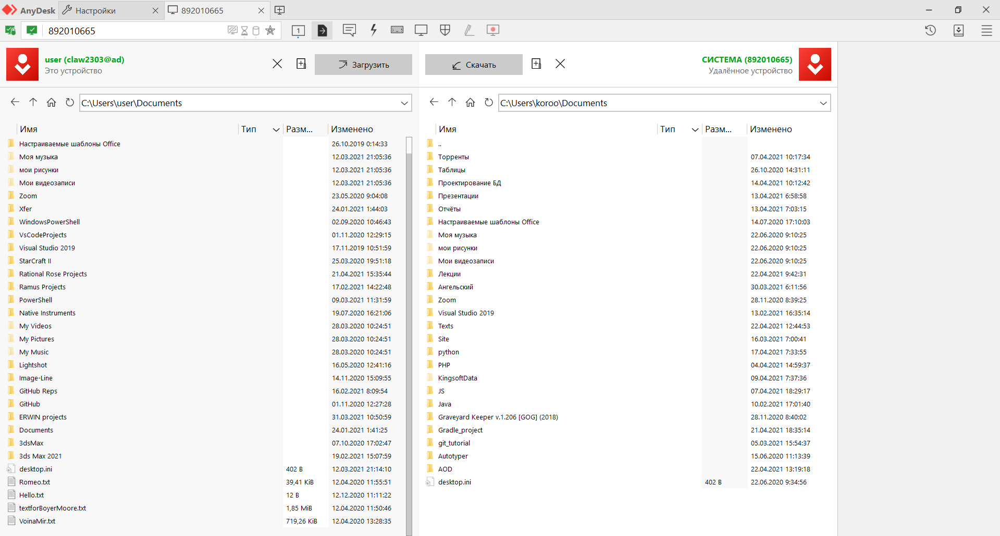 AnyDesk Настройки 892010665
892010665 1
user (claw2303@ad)
Это устройство
Загрузить
Скачать
СИСТЕМА (892010665)
Удалённое устройство
C:\Users\user\Documents
Имя Тип Разм... Изменено
Настраиваемые шаблоны Office 26.10.2019 0:14:33
Моя музыка 12.03.2021 21:05:36
мои рисунки 12.03.2021 21:05:36
Мои видеозаписи 12.03.2021 21:05:36
Zoom 23.05.2020 9:04:08
Xfer 24.01.2021 1:44:03
WindowsPowerShell 02.09.2020 10:46:43
VsCodeProjects 01.11.2020 12:29:15
Visual Studio 2019 17.11.2019 10:51:59
StarCraft II 25.03.2020 19:51:18
Rational Rose Projects 21.04.2021 15:35:44
Ramus Projects 17.02.2021 14:22:48
PowerShell 09.03.2021 11:31:59
Native Instruments 19.07.2020 16:21:06
My Videos 28.03.2020 10:24:51
My Pictures 28.03.2020 10:24:51
My Music 28.03.2020 10:24:51
Lightshot 16.05.2020 12:41:16
Image-Line 14.11.2020 15:09:55
GitHub Reps 16.02.2021 8:09:54
GitHub 01.11.2020 12:27:28
ERWIN projects 31.03.2021 10:50:59
Documents 24.01.2021 1:41:25
3dsMax 07.10.2020 17:02:47
3ds Max 2021 19.02.2021 15:07:59
desktop.ini 402 B 12.03.2021 21:14:10
Romeo.txt 39,41 KiB 12.04.2020 11:55:51
Hello.txt 12 B 12.12.2020 11:11:22
textforBoyerMoore.txt 1,85 MiB 12.04.2020 11:50:46
VoinaMir.txt 719,26 KiB 12.04.2020 13:28:35
C:\Users\koroo\Documents
Имя Тип Разм... Изменено
..
Торренты 07.04.2021 10:17:34
Таблицы 26.10.2020 14:31:11
Проектирование БД 14.04.2021 10:12:42
Презентации 13.04.2021 6:58:58
Отчёты 13.04.2021 7:03:15
Настраиваемые шаблоны Office 14.07.2020 17:10:03
Моя музыка 22.06.2020 9:10:25
мои рисунки 22.06.2020 9:10:25
Мои видеозаписи 22.06.2020 9:10:25
Лекции 22.04.2021 9:42:31
Ангельский 30.03.2021 6:11:56
Zoom 28.11.2020 8:39:25
Visual Studio 2019 13.02.2021 16:35:14
Texts 22.04.2021 12:44:53
Site 16.03.2021 7:00:41
python 17.04.2021 7:33:55
PHP 04.04.2021 14:59:37
KingsoftData 09.04.2021 7:37:36
JS 07.04.2021 18:29:17
Java 10.02.2021 17:01:40
Graveyard Keeper v.1.206 [GOG] (2018) 28.11.2020 8:40:02
Gradle_project 21.04.2021 18:35:14
git_tutorial 05.03.2021 15:54:37
Autotyper 15.06.2020 11:13:39
AOD 22.04.2021 13:19:18
desktop.ini 402 B 22.06.2020 9:34:56